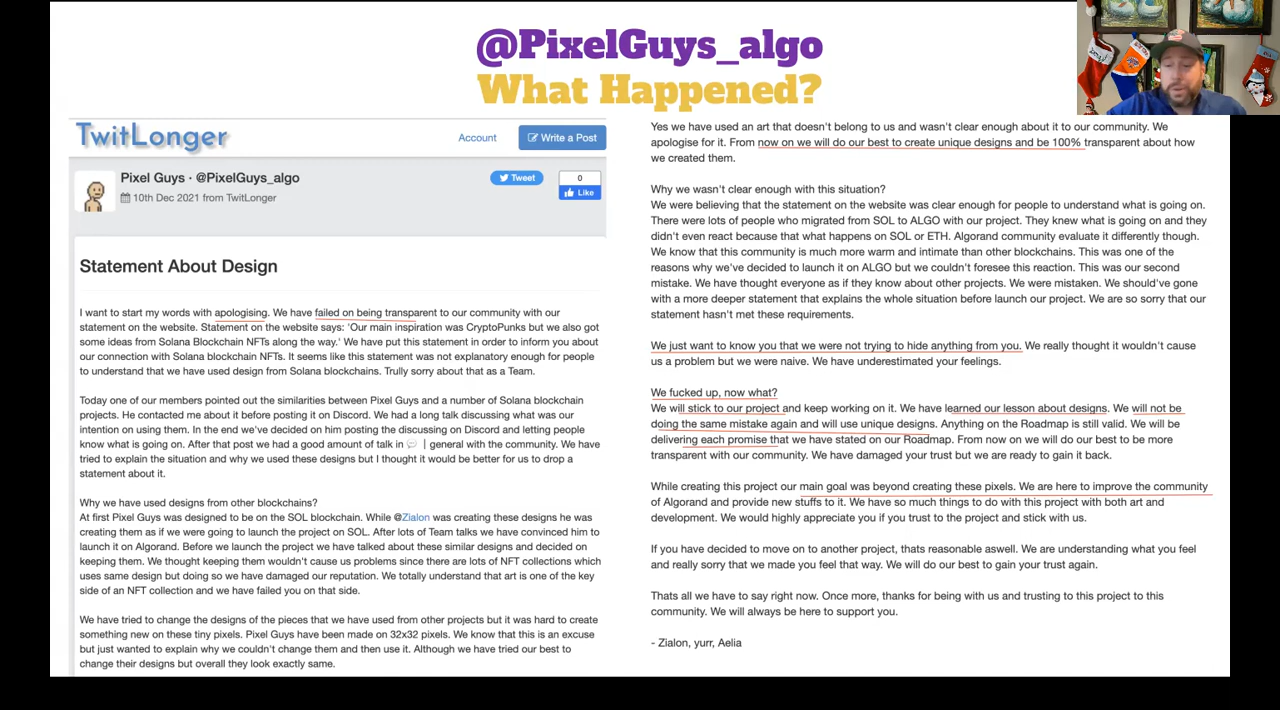 @PixelGuys_algo
What Happened?
TwitLonger
Account
Write a Post
Pixel Guys · @PixelGuys_algo
10th Dec 2021 from TwitLonger
Tweet
0
Like
Statement About Design
I want to start my words with apologising. We have failed on being transparent to our community with our
statement on the website. Statement on the website says: 'Our main inspiration was CryptoPunks but we also got
some ideas from Solana Blockchain NFTs along the way.' We have put this statement in order to inform you about
our connection with Solana blockchain NFTs. It seems like this statement was not explanatory enough for people
to understand that we have used design from Solana blockchains. Trully sorry about that as a Team.
Today one of our members pointed out the similarities between Pixel Guys and a number of Solana blockchain
projects. He contacted me about it before posting it on Discord. We had a long talk discussing what was our
intention on using them. In the end we've decided on him posting the discussing on Discord and letting people
know what is going on. After that post we had a good amount of talk in 💬 | general with the community. We have
tried to explain the situation and why we used these designs but I thought it would be better for us to drop a
statement about it.
Why we have used designs from other blockchains?
At first Pixel Guys was designed to be on the SOL blockchain. While @Zialon was creating these designs he was
creating them as if we were going to launch the project on SOL. After lots of Team talks we have convinced him to
launch it on Algorand. Before we launch the project we have talked about these similar designs and decided on
keeping them. We thought keeping them wouldn't cause us problems since there are lots of NFT collections which
uses same design but doing so we have damaged our reputation. We totally understand that art is one of the key
side of an NFT collection and we have failed you on that side.
We have tried to change the designs of the pieces that we have used from other projects but it was hard to create
something new on these tiny pixels. Pixel Guys have been made on 32x32 pixels. We know that this is an excuse
but just wanted to explain why we couldn't change them and then use it. Although we have tried our best to
change their designs but overall they look exactly same.
Yes we have used an art that doesn't belong to us and wasn't clear enough about it to our community. We
apologise for it. From now on we will do our best to create unique designs and be 100% transparent about how
we created them.
Why we wasn't clear enough with this situation?
We were believing that the statement on the website was clear enough for people to understand what is going on.
There were lots of people who migrated from SOL to ALGO with our project. They knew what is going on and they
didn't even react because that what happens on SOL or ETH. Algorand community evaluate it differently though.
We know that this community is much more warm and intimate than other blockchains. This was one of the
reasons why we've decided to launch it on ALGO but we couldn't foresee this reaction. This was our second
mistake. We have thought everyone as if they know about other projects. We were mistaken. We should've gone
with a more deeper statement that explains the whole situation before launch our project. We are so sorry that our
statement hasn't met these requirements.
We just want to know you that we were not trying to hide anything from you. We really thought it wouldn't cause
us a problem but we were naive. We have underestimated your feelings.
We fucked up, now what?
We will stick to our project and keep working on it. We have learned our lesson about designs. We will not be
doing the same mistake again and will use unique designs. Anything on the Roadmap is still valid. We will be
delivering each promise that we have stated on our Roadmap. From now on we will do our best to be more
transparent with our community. We have damaged your trust but we are ready to gain it back.
While creating this project our main goal was beyond creating these pixels. We are here to improve the community
of Algorand and provide new stuffs to it. We have so much things to do with this project with both art and
development. We would highly appreciate you if you trust to the project and stick with us.
If you have decided to move on to another project, thats reasonable aswell. We are understanding what you feel
and really sorry that we made you feel that way. We will do our best to gain your trust again.
Thats all we have to say right now. Once more, thanks for being with us and trusting to this project to this
community. We will always be here to support you.
- Zialon, yurr, Aelia